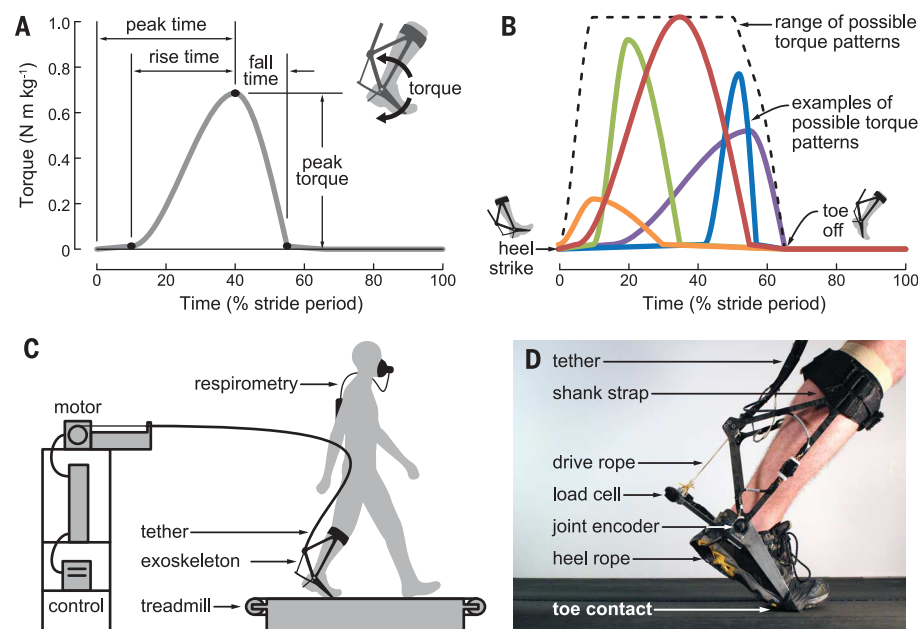 A
peak time
rise time
fall
time
torque
peak
torque
Torque (N m kg⁻¹)
1.0
0.8
0.6
0.4
0.2
0
0
20
40
60
80
100
Time (% stride period)
B
range of possible
torque patterns
examples of
possible torque
patterns
toe
off
heel
strike
0
20
40
60
80
100
Time (% stride period)
C
respirometry
motor
tether
exoskeleton
control
treadmill
D
tether
shank strap
drive rope
load cell
joint encoder
heel rope
toe contact